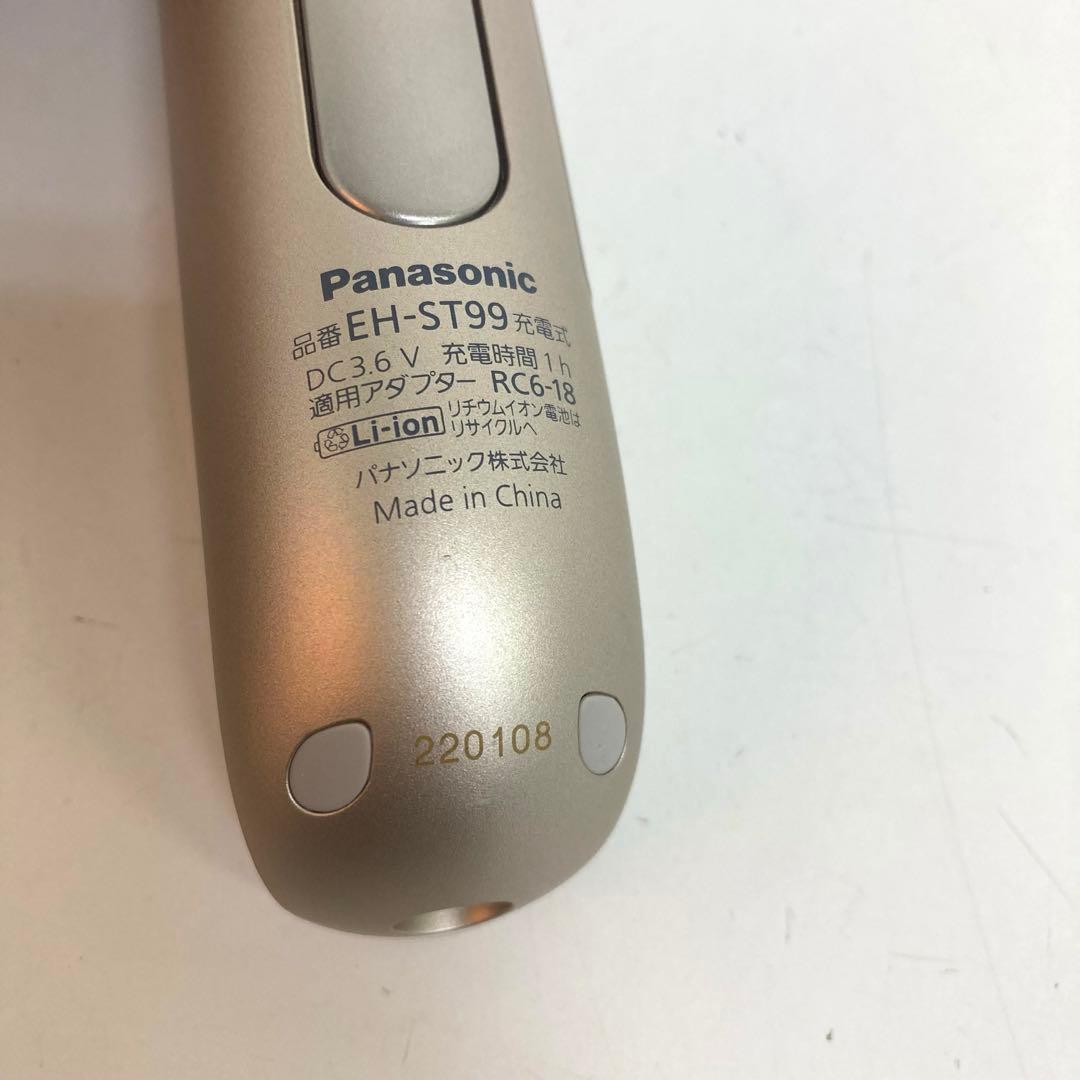 Panasonic
品番 EH-ST99 充電式
DC3.6 V 充電時間 1 h
適用アダプター RC6-18
Li-ion リチウムイオン電池は
リサイクルへ
パナソニック株式会社
Made in China
220108